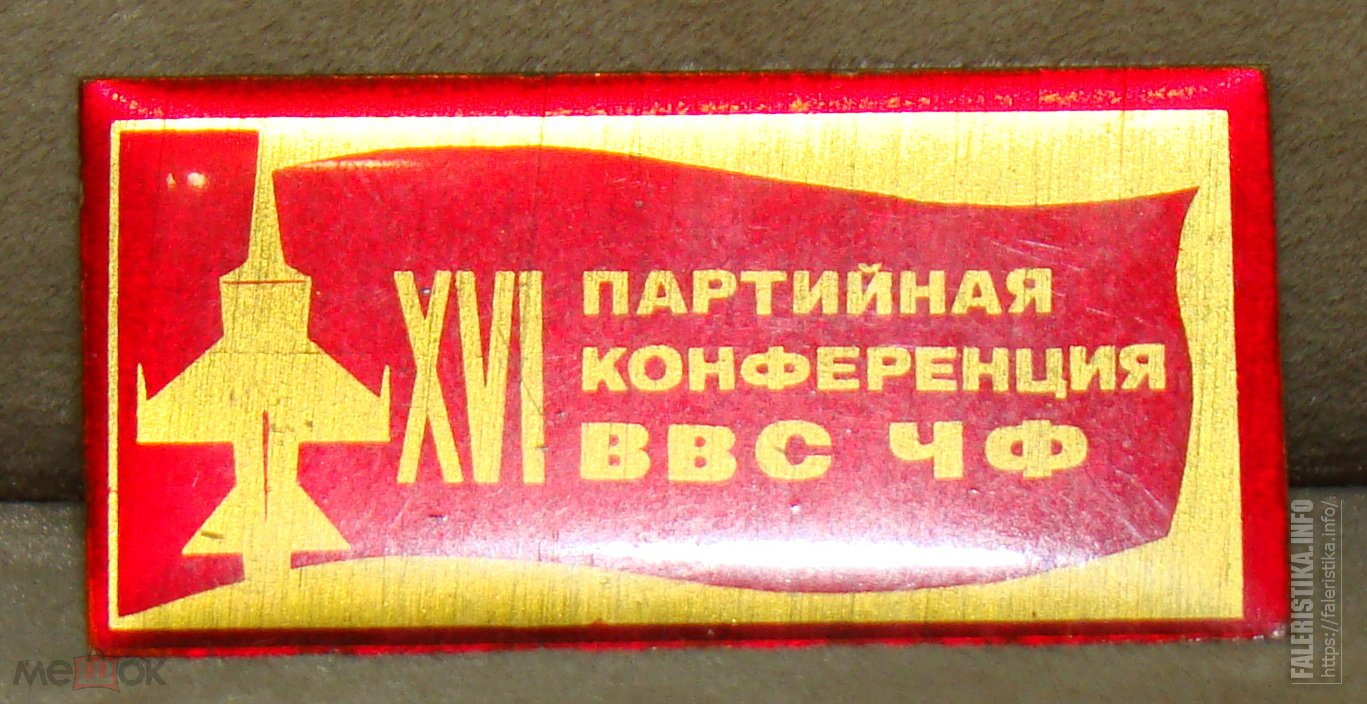 XVI
ПАРТИЙНАЯ
КОНФЕРЕНЦИЯ
ВВС ЧФ
мешок
FALERISTIKA.INFO
https://faleristika.info/